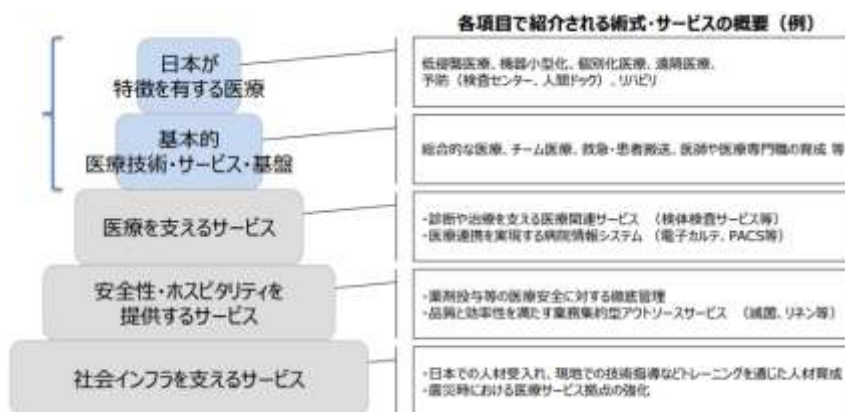 各項目で紹介される術式・サービスの概要（例）
日本が
特徴を有する医療
低侵襲医療、機器小型化、個別化医療、遠隔医療、
予防（検査センター、人間ドック）、リハビリ
基本的
医療技術・サービス・基盤
総合的な医療、チーム医療、救急・患者搬送、医師や医療専門職の育成 等
医療を支えるサービス
・診断や治療を支える医療関連サービス （検体検査サービス等）
・医療連携を実現する病院情報システム （電子カルテ、PACS等）
安全性・ホスピタリティを
提供するサービス
・薬剤投与等の医療安全に対する徹底管理
・品質と効率性を満たす業務集約型アウトソースサービス （滅菌、リネン等）
社会インフラを支えるサービス
・日本での人材受入れ、現地での技術指導などトレーニングを通じた人材育成
・震災時における医療サービス拠点の強化